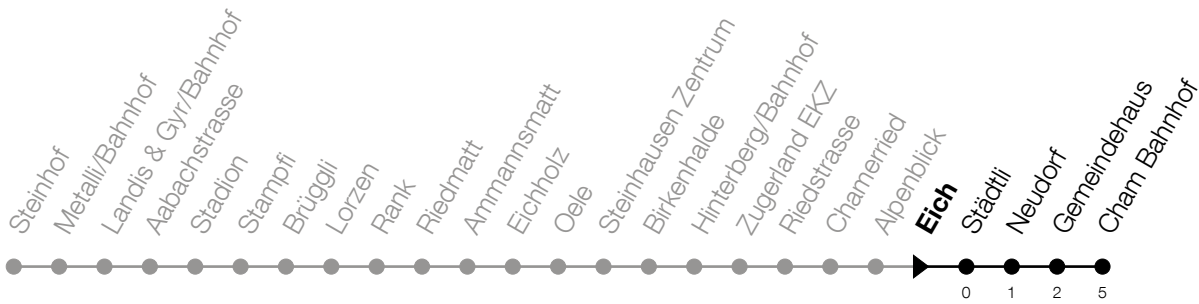 Steinhof
Metalli/Bahnhof
Landis & Gyr/Bahnhof
Aabachstrasse
Stadion
Stampfi
Brüggli
Lorzen
Rank
Riedmatt
Ammannsmatt
Eichholz
Oele
Steinhausen Zentrum
Birkenhalde
Hinterberg/Bahnhof
Zugerland EKZ
Riedstrasse
Chamerried
Alpenblick
Eich
Städtli
Neudorf
Gemeindehaus
Cham Bahnhof
0 1 2 5